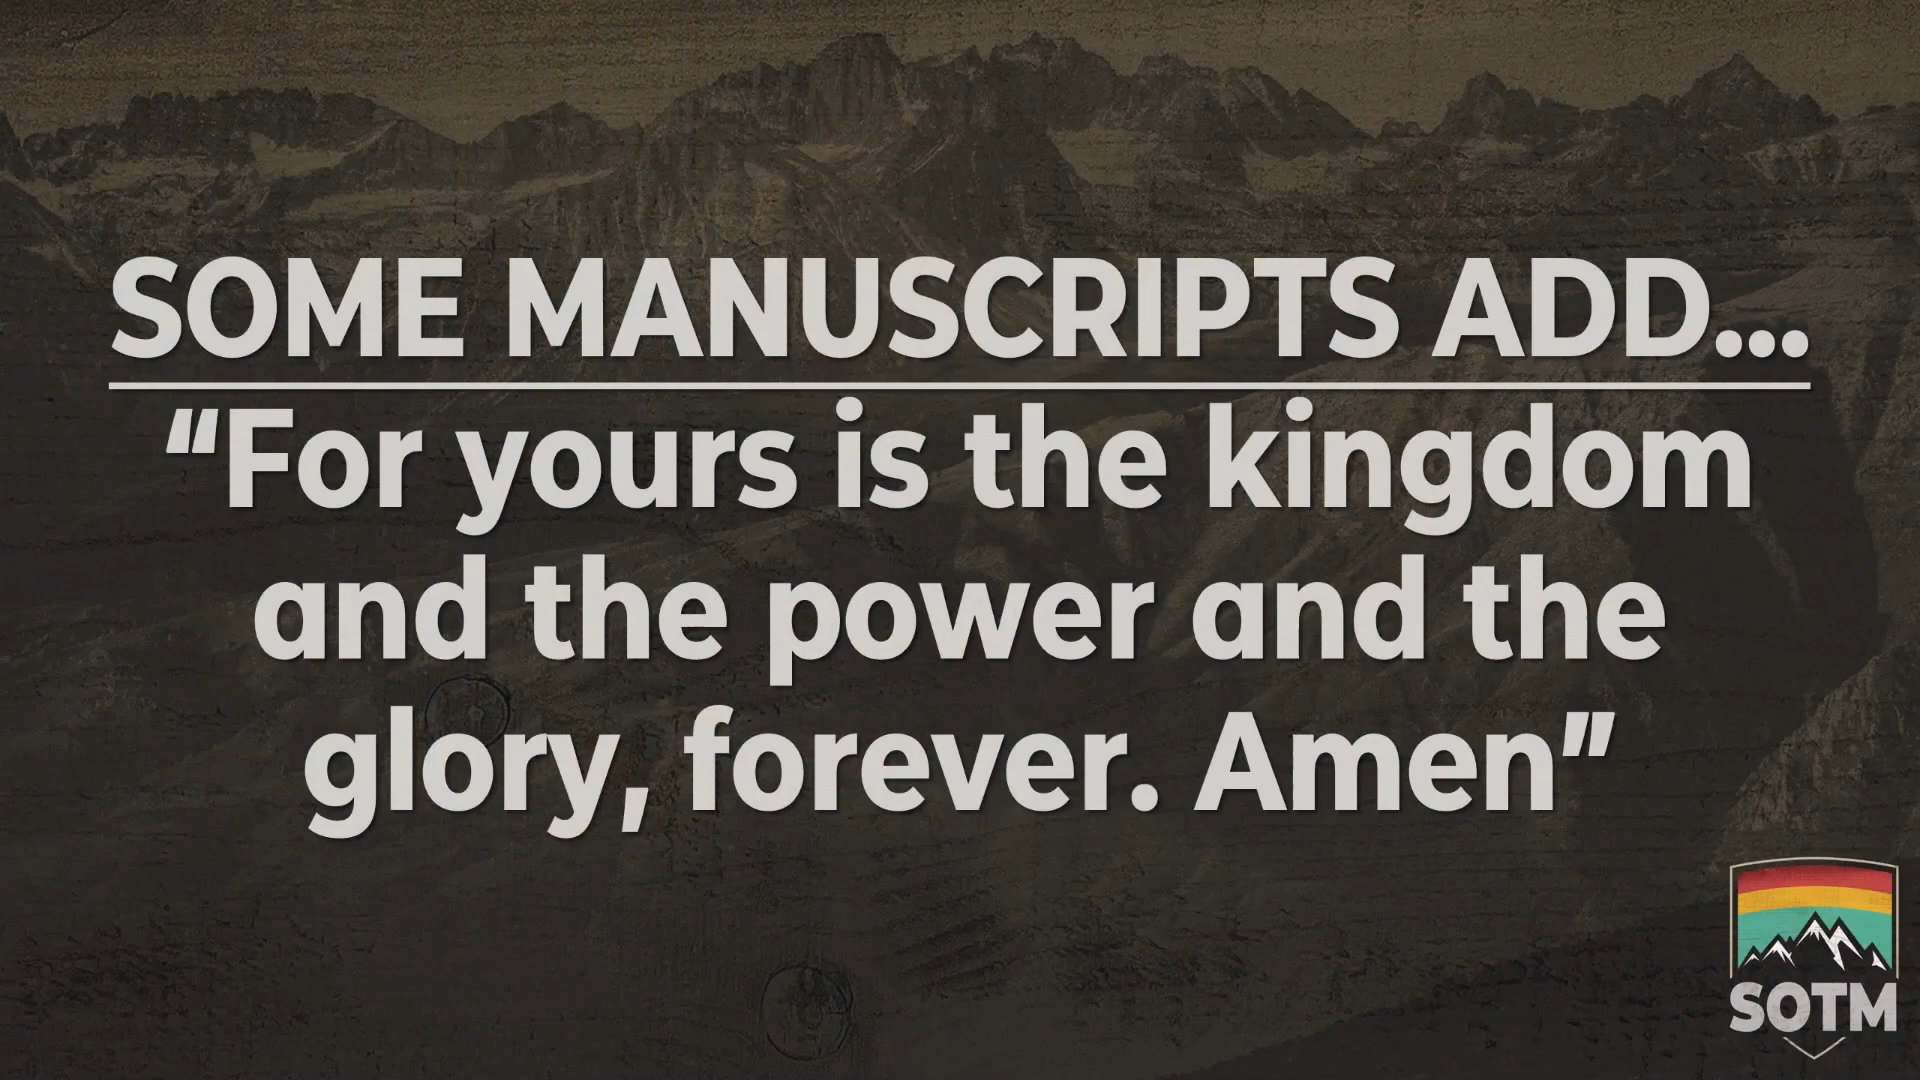 SOME MANUSCRIPTS ADD...
“For yours is the kingdom
and the power and the
glory, forever. Amen”
SOTM